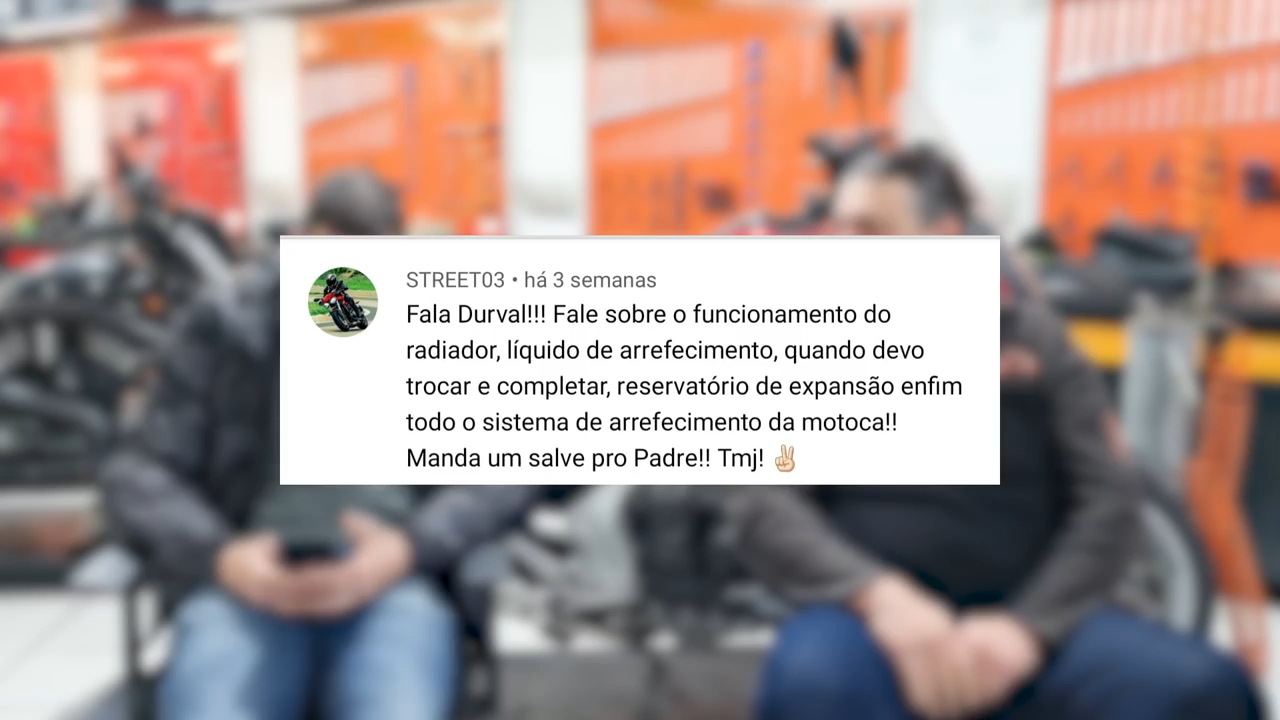 STREET03 • há 3 semanas
Fala Durval!!! Fale sobre o funcionamento do
radiador, líquido de arrefecimento, quando devo
trocar e completar, reservatório de expansão enfim
todo o sistema de arrefecimento da motoca!!
Manda um salve pro Padre!! Tmj! ✌🏻